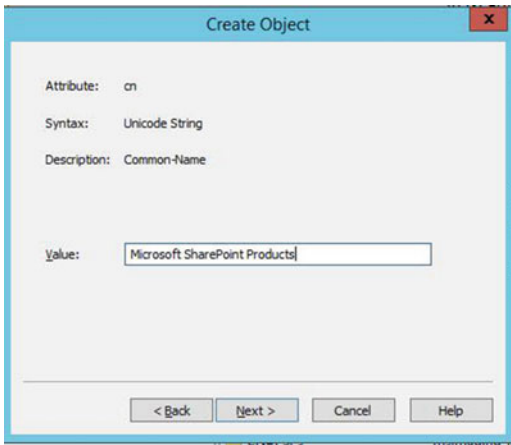 Create Object
x
Attribute: cn
Syntax: Unicode String
Description: Common-Name
Value: Microsoft SharePoint Products
< Back Next > Cancel Help